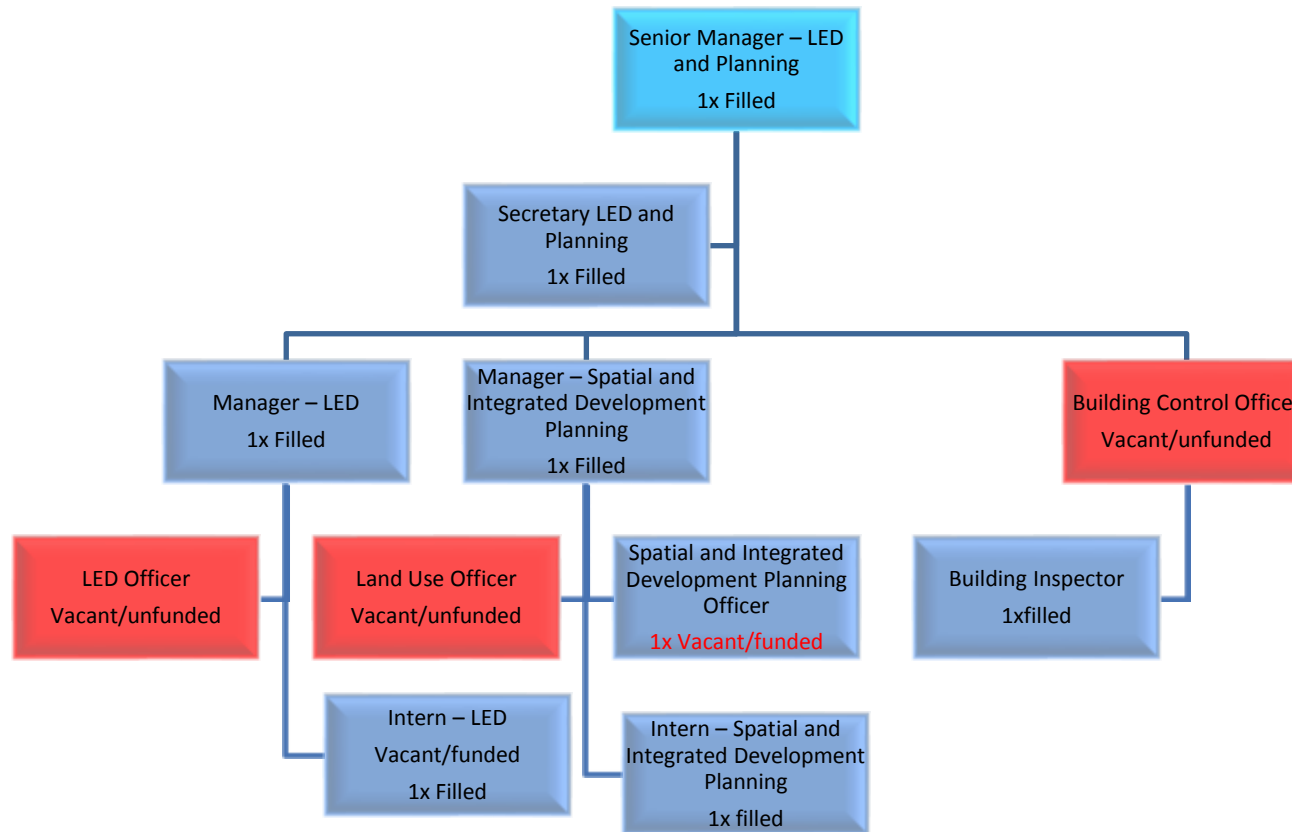 Senior Manager – LED
and Planning
1x Filled
Secretary LED and
Planning
1x Filled
Manager – LED
1x Filled
Manager – Spatial and
Integrated Development
Planning
1x Filled
Building Control Office
Vacant/unfunded
LED Officer
Vacant/unfunded
Land Use Officer
Vacant/unfunded
Spatial and Integrated
Development Planning
Officer
1x Vacant/funded
Building Inspector
1xfilled
Intern – LED
Vacant/funded
1x Filled
Intern – Spatial and
Integrated Development
Planning
1x filled